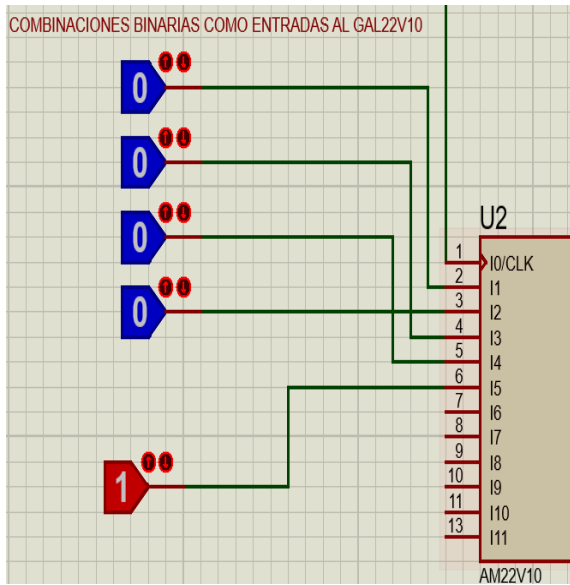 COMBINACIONES BINARIAS COMO ENTRADAS AL GAL22V10
0
0
0
0
1
U2
1 I0/CLK
2 I1
3 I2
4 I3
5 I4
6 I5
7 I6
8 I7
9 I8
10 I9
11 I10
13 I11
AM22V10